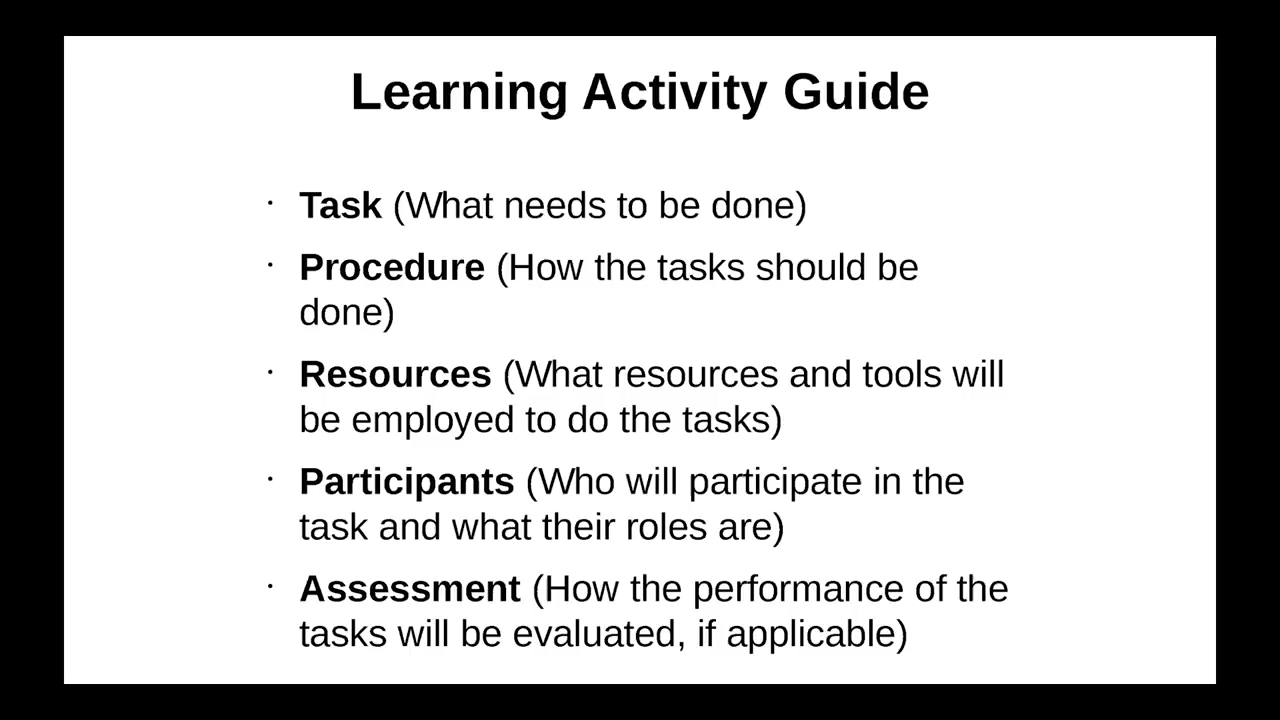 Learning Activity Guide
· Task (What needs to be done)
· Procedure (How the tasks should be
done)
· Resources (What resources and tools will
be employed to do the tasks)
· Participants (Who will participate in the
task and what their roles are)
· Assessment (How the performance of the
tasks will be evaluated, if applicable)